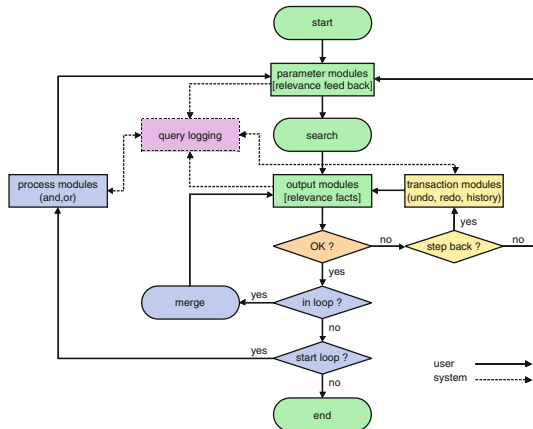 start
parameter modules
[relevance feed back]
query logging
search
process modules
(and,or)
output modules
[relevance facts]
transaction modules
(undo, redo, history)
yes
OK ?
no
step back ?
no
yes
merge
yes
in loop ?
no
yes
start loop ?
user
no
system
end